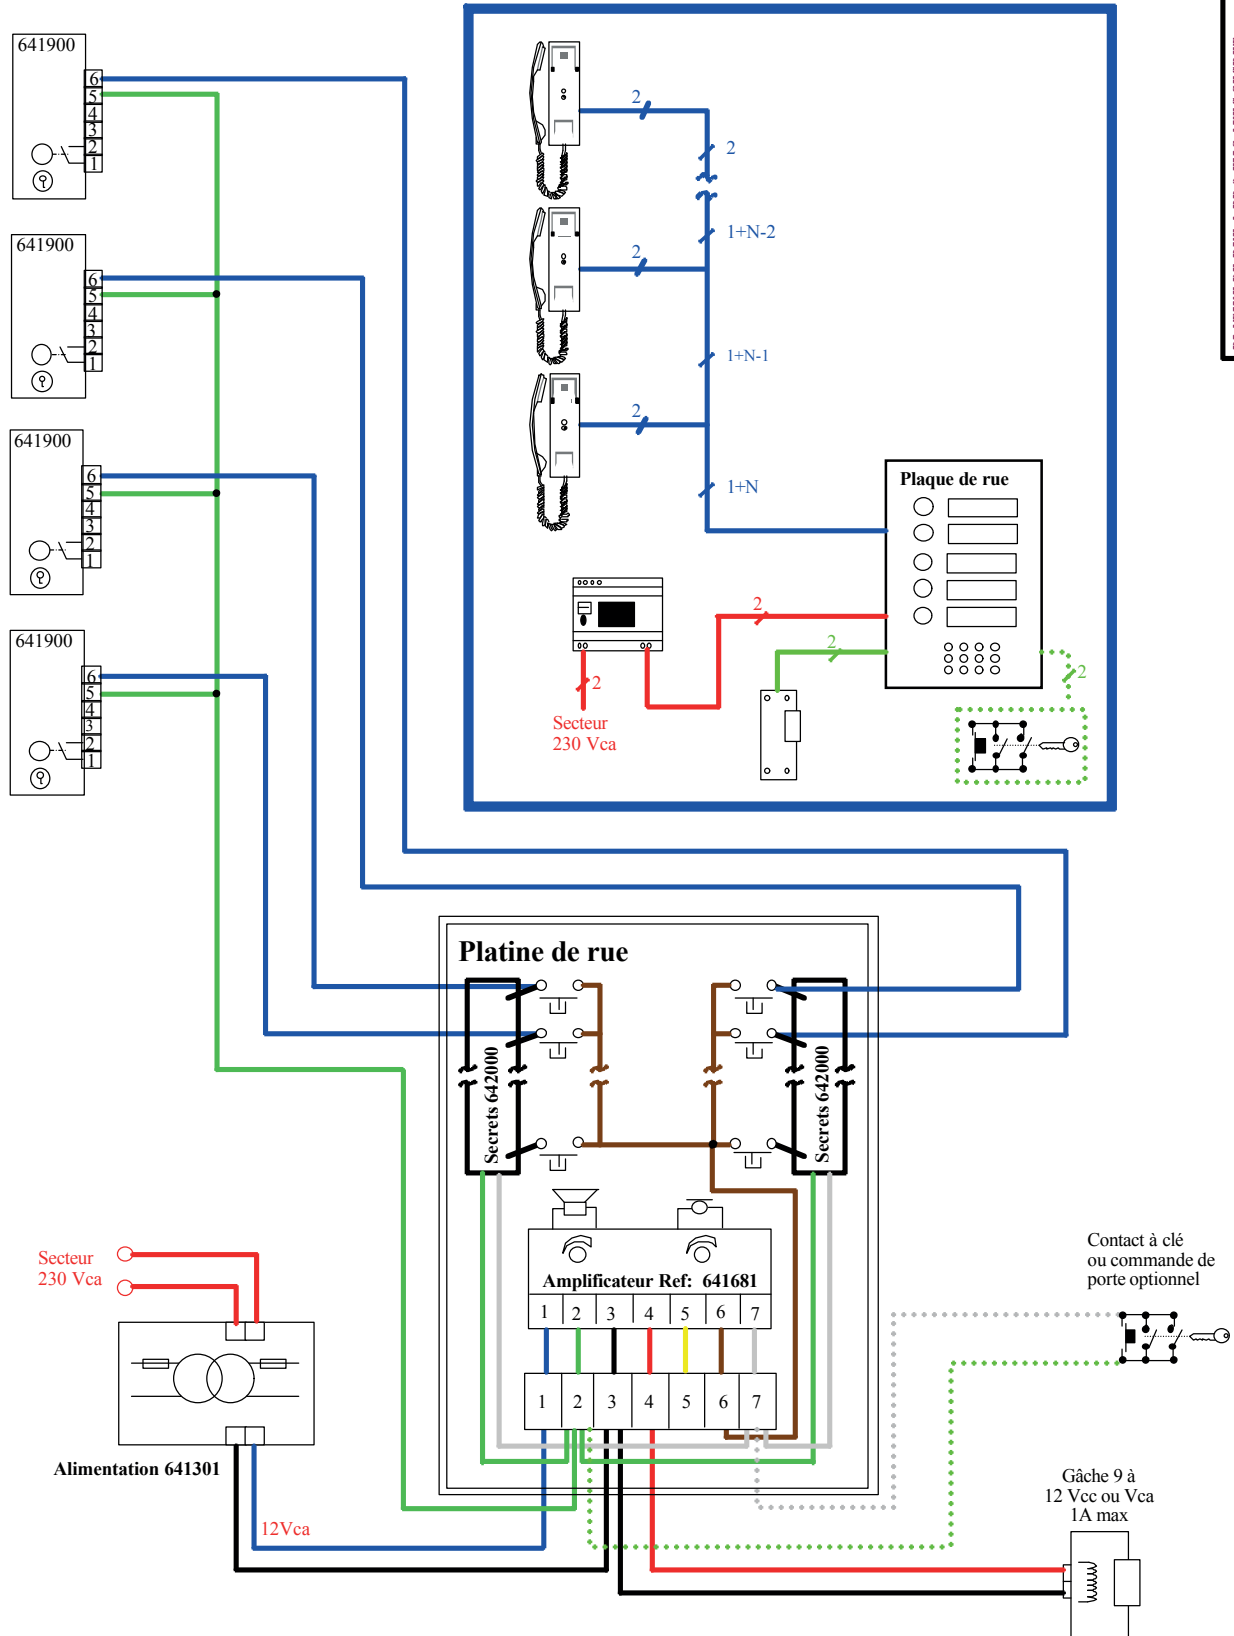 641900
6
5
4
3
2
1
641900
6
5
4
3
2
1
641900
6
5
4
3
2
1
641900
6
5
4
3
2
1
2
2
1+N-2
2
1+N-1
2
1+N
Plaque de rue
2
2
2
2
Secteur
230 Vca
Platine de rue
Secrets 642000
Secrets 642000
Amplificateur Ref: 641681
1 2 3 4 5 6 7
1 2 3 4 5 6 7
Secteur
230 Vca
Alimentation 641301
12Vca
Contact à clé
ou commande de
porte optionnel
Gâche 9 à
12 Vcc ou Vca
1A max